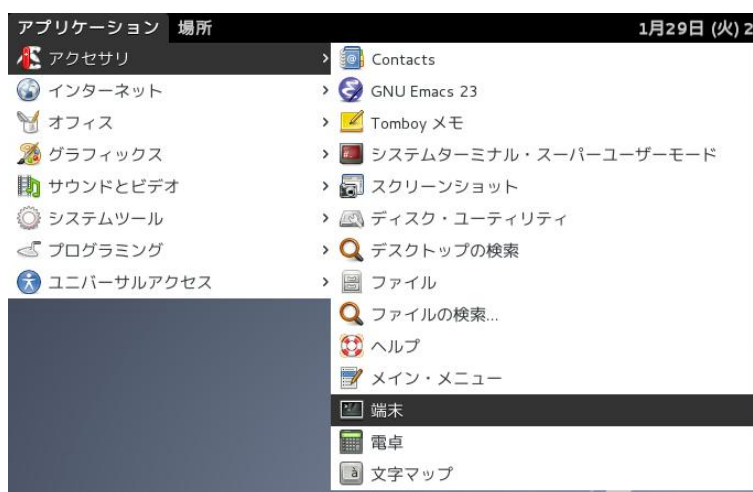 アプリケーション 場所 1月29日 (火) 2
アクセサリ
インターネット
オフィス
グラフィックス
サウンドとビデオ
システムツール
プログラミング
ユニバーサルアクセス
Contacts
GNU Emacs 23
Tomboy メモ
システムターミナル・スーパーユーザーモード
スクリーンショット
ディスク・ユーティリティ
デスクトップの検索
ファイル
ファイルの検索...
ヘルプ
メイン・メニュー
端末
電卓
文字マップ